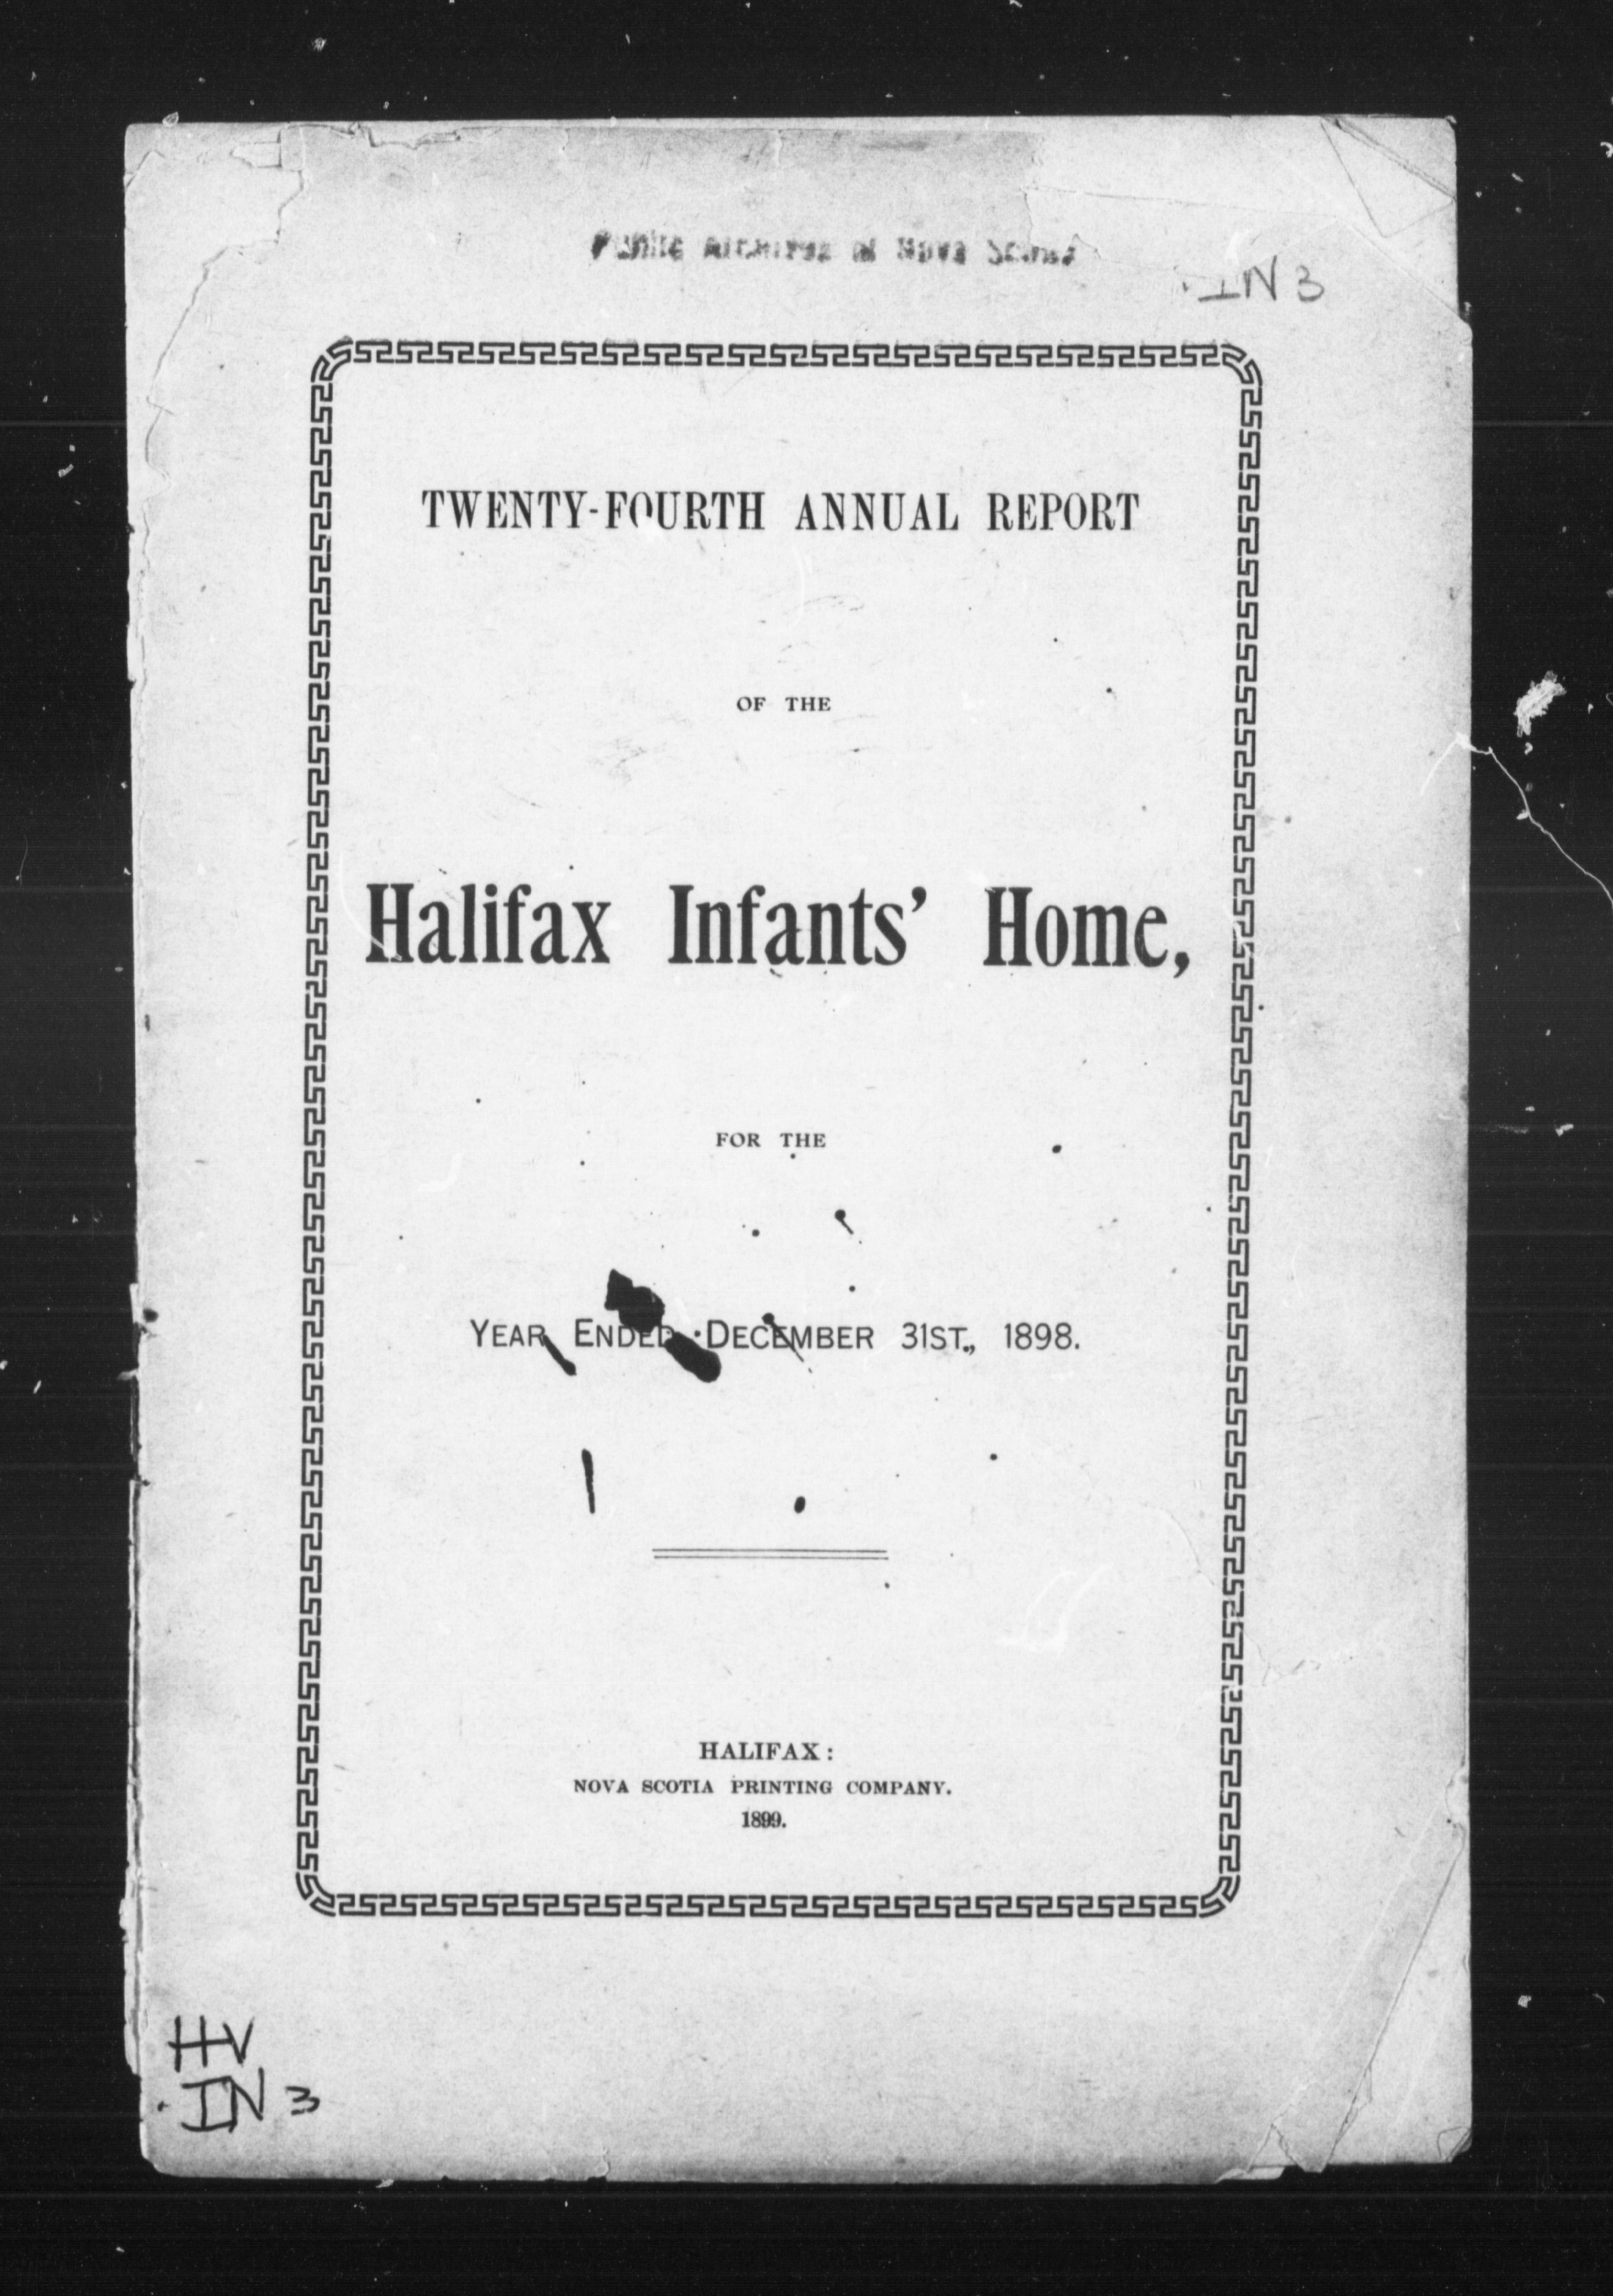 Public Archives of Nova Scotia
IN 3
TWENTY-FOURTH ANNUAL REPORT
OF THE
Halifax Infants' Home,
FOR THE
YEAR ENDED DECEMBER 31ST., 1898.
HALIFAX:
NOVA SCOTIA PRINTING COMPANY.
1899.
HV
IN 3